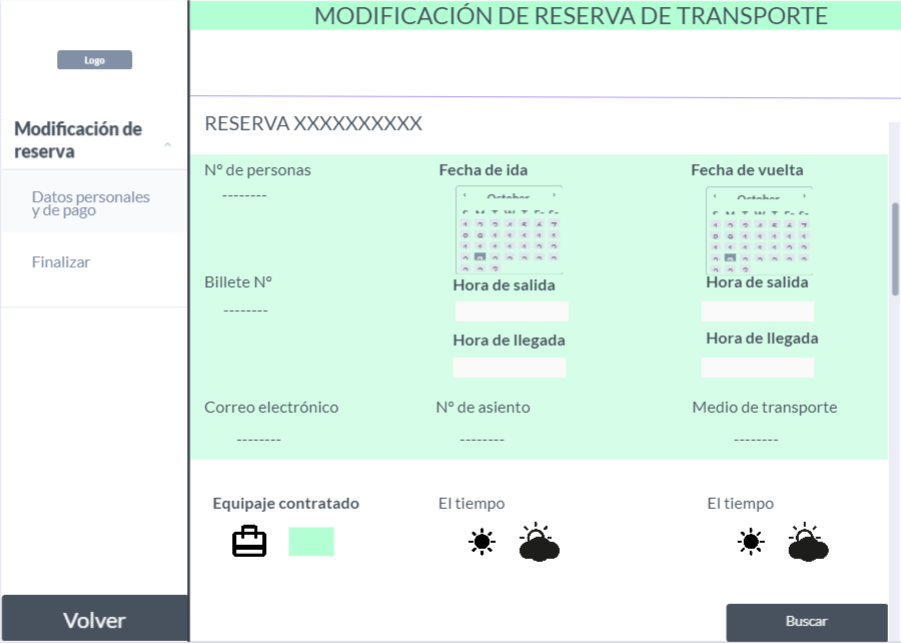 MODIFICACIÓN DE RESERVA DE TRANSPORTE
Logo
Modificación de
reserva
Datos personales
y de pago
Finalizar
Volver
RESERVA XXXXXXXXXX
Nº de personas
--------
Fecha de ida
October
Fecha de vuelta
October
Billete Nº
--------
Hora de salida
Hora de salida
Hora de llegada
Hora de llegada
Correo electrónico
--------
Nº de asiento
--------
Medio de transporte
--------
Equipaje contratado
El tiempo
El tiempo
Buscar